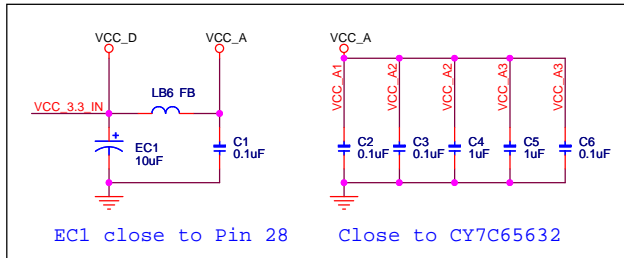 VCC_D
VCC_A
LB6 FB
VCC_3.3_IN
+
EC1
10uF
C1
0.1uF
EC1 close to Pin 28
VCC_A
VCC_A1
VCC_A2
VCC_A2
VCC_A3
VCC_A3
C2
0.1uF
C3
0.1uF
C4
1uF
C5
1uF
C6
0.1uF
Close to CY7C65632